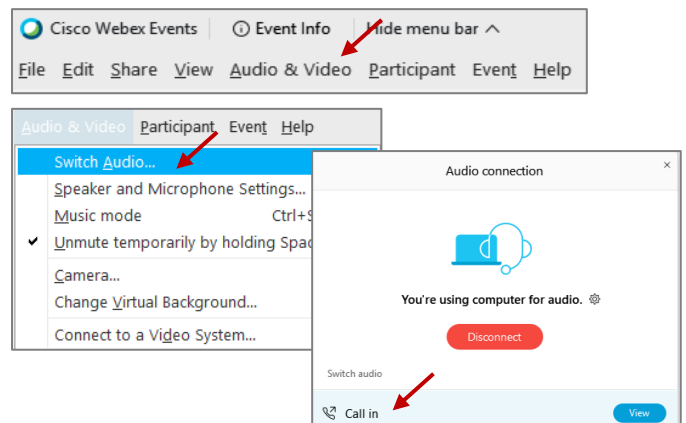 Cisco Webex Events Event Info Hide menu bar
File Edit Share View Audio & Video Participant Event Help
Audio & Video Participant Event Help
Switch Audio...
Speaker and Microphone Settings...
Music mode Ctrl+S
Unmute temporarily by holding Spac
Camera...
Change Virtual Background...
Connect to a Video System...
Audio connection
You're using computer for audio.
Disconnect
Switch audio
Call in View